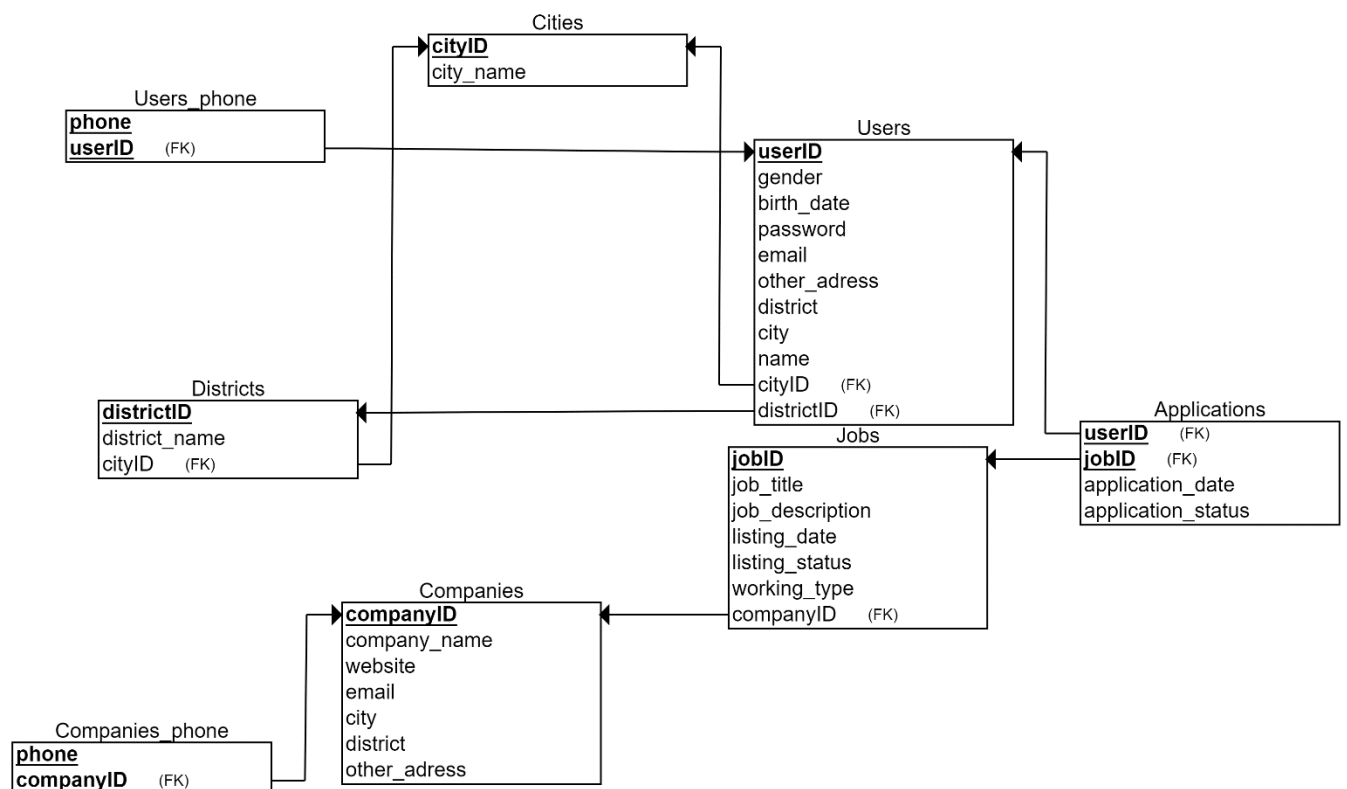 Cities
cityID
city_name
Users_phone
phone
userID (FK)
Users
userID
gender
birth_date
password
email
other_adress
district
city
name
cityID (FK)
districtID (FK)
Districts
districtID
district_name
cityID (FK)
Applications
userID (FK)
jobID (FK)
application_date
application_status
Jobs
jobID
job_title
job_description
listing_date
listing_status
working_type
companyID (FK)
Companies
companyID
company_name
website
email
city
district
other_adress
Companies_phone
phone
companyID (FK)